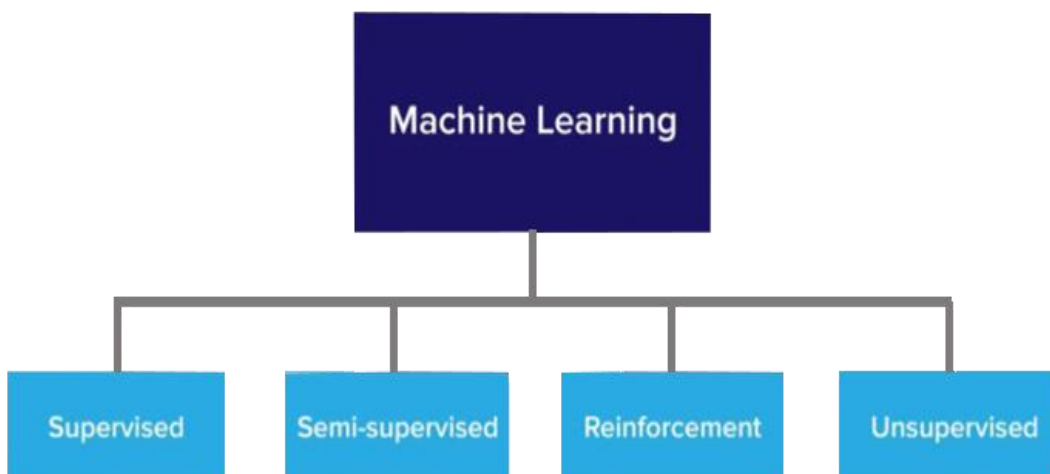 Machine Learning
Supervised
Semi-supervised
Reinforcement
Unsupervised